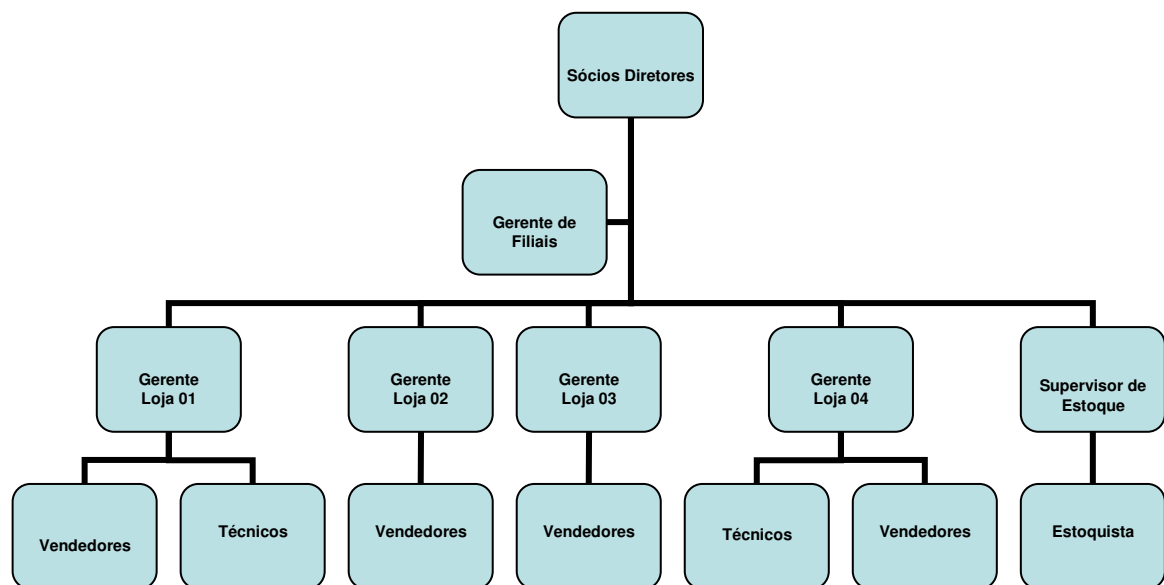 Sócios Diretores
Gerente de
Filiais
Gerente
Loja 01
Gerente
Loja 02
Gerente
Loja 03
Gerente
Loja 04
Supervisor de
Estoque
Vendedores
Técnicos
Vendedores
Vendedores
Técnicos
Vendedores
Estoquista